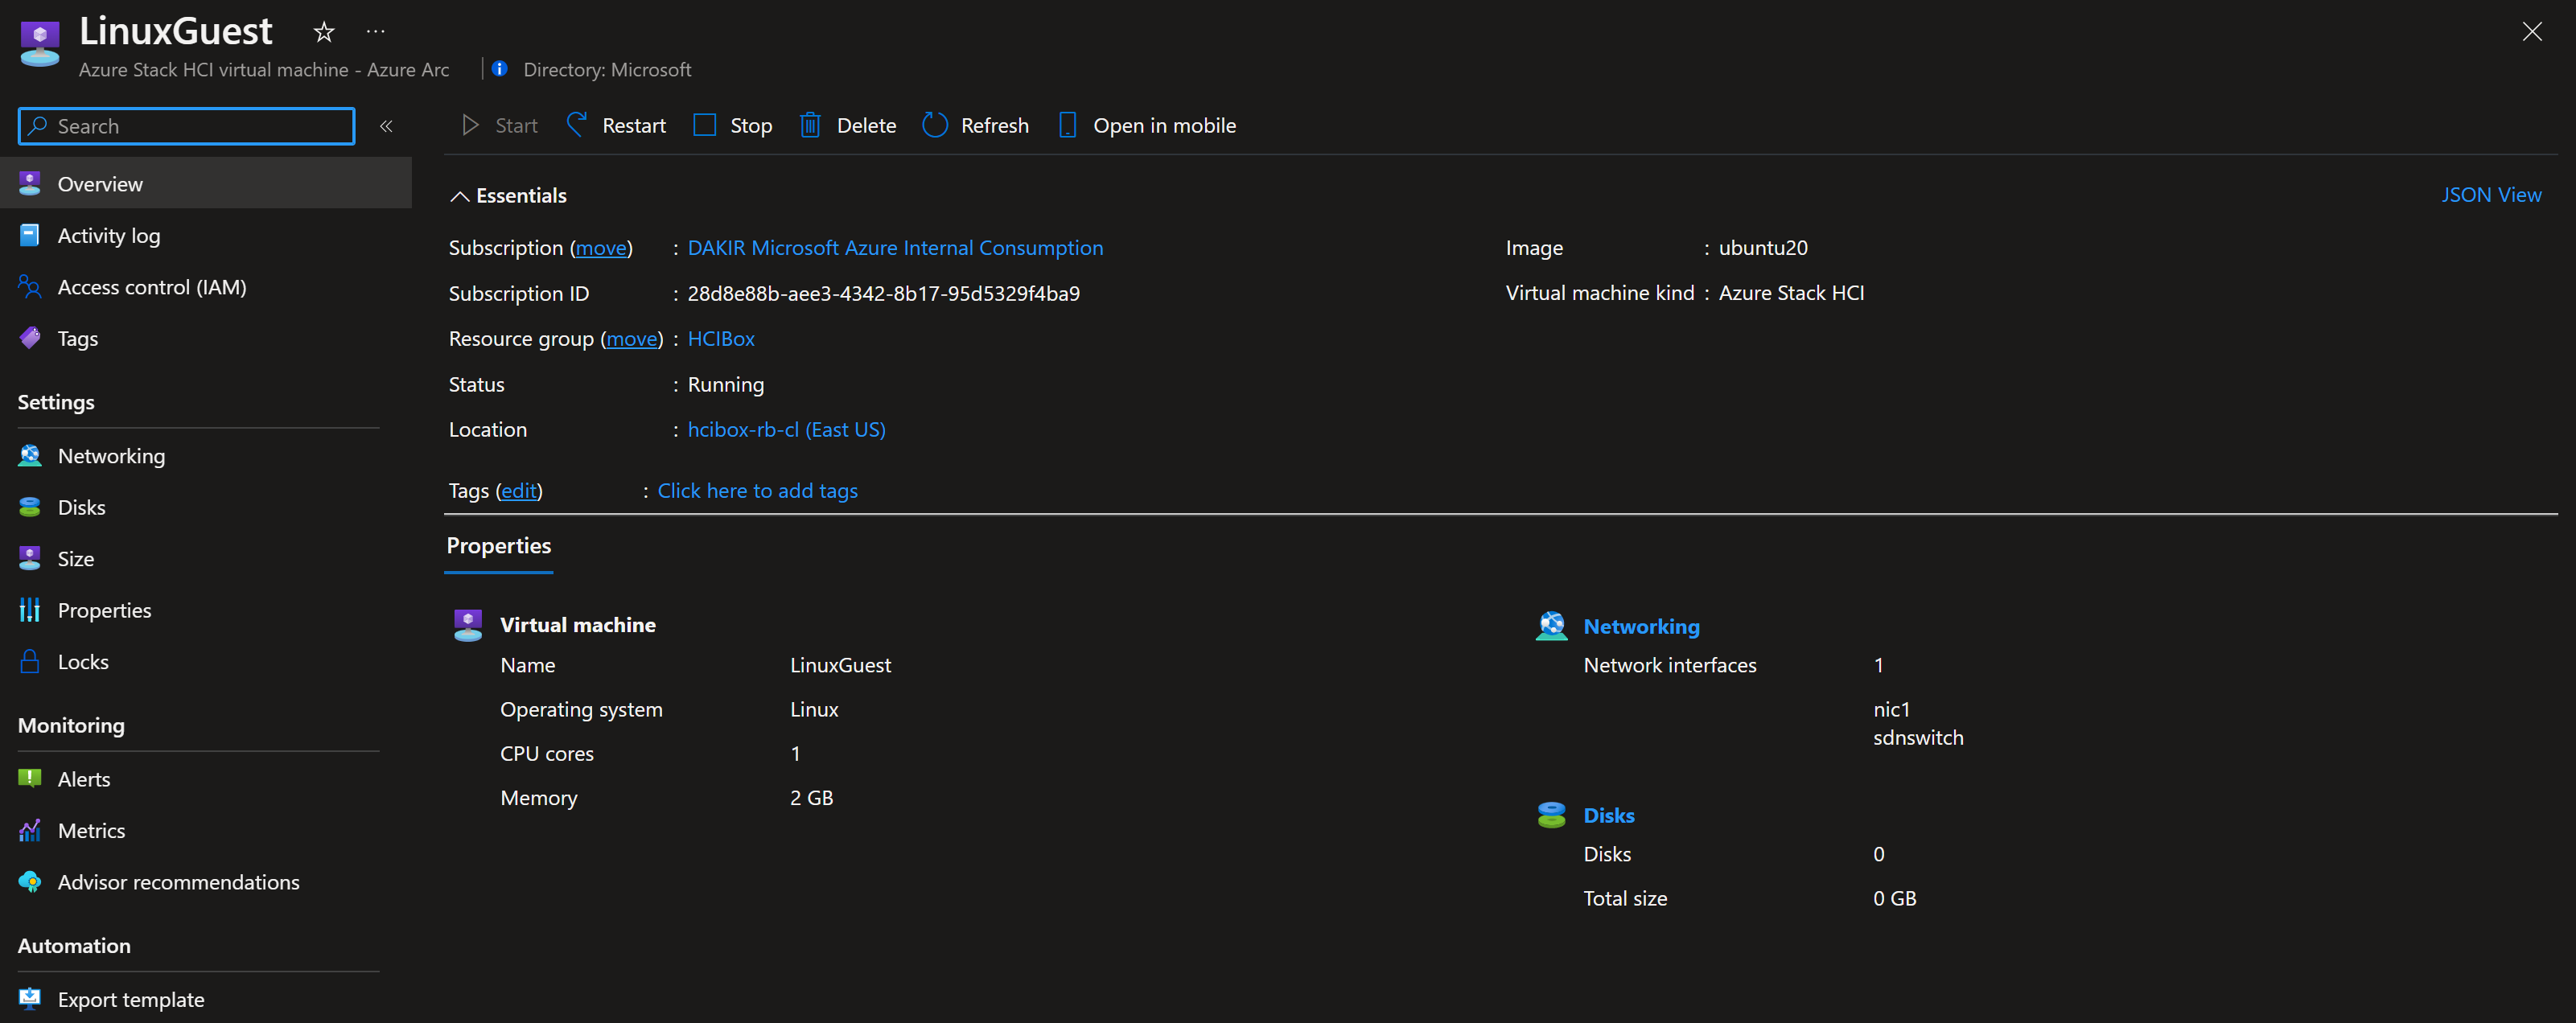 LinuxGuest
Azure Stack HCI virtual machine - Azure Arc
Directory: Microsoft
Search
Start Restart Stop Delete Refresh Open in mobile
Overview
Activity log
Access control (IAM)
Tags
Settings
Networking
Disks
Size
Properties
Locks
Monitoring
Alerts
Metrics
Advisor recommendations
Automation
Export template
Essentials
JSON View
Subscription (move) : DAKIR Microsoft Azure Internal Consumption
Subscription ID : 28d8e88b-aee3-4342-8b17-95d5329f4ba9
Resource group (move) : HCIBox
Status : Running
Location : hcibox-rb-cl (East US)
Image : ubuntu20
Virtual machine kind : Azure Stack HCI
Tags (edit) : Click here to add tags
Properties
Virtual machine
Name LinuxGuest
Operating system Linux
CPU cores 1
Memory 2 GB
Networking
Network interfaces 1
nic1
sdnswitch
Disks
Disks 0
Total size 0 GB